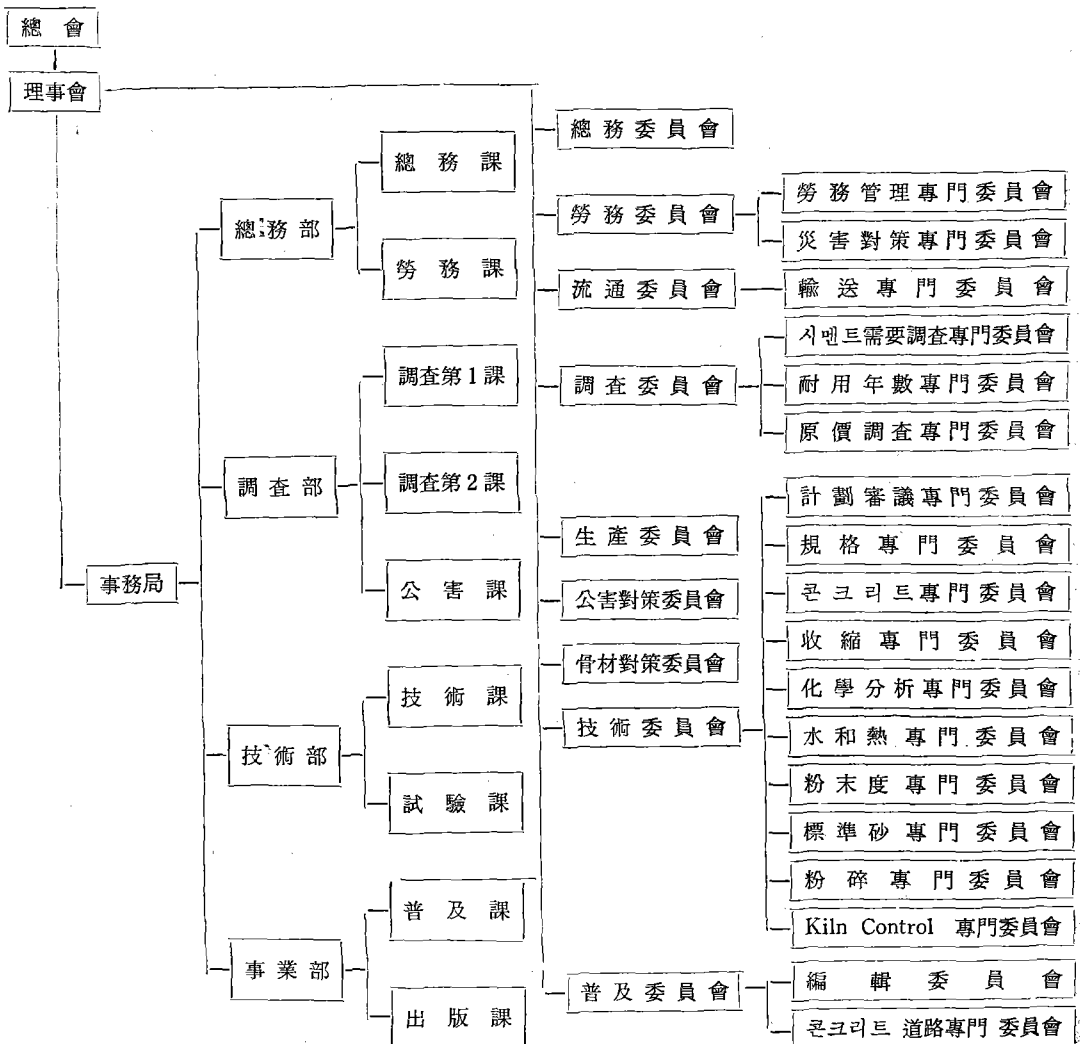 總會
理事會
事務局
總務部
總務課
勞務課
調査部
調査第1課
調査第2課
公害課
技術部
技術課
試驗課
事業部
普及課
出版課
總務委員會
勞務委員會
勞務管理專門委員會
災害對策專門委員會
流通委員會
輸送專門委員會
調査委員會
시멘트需要調査專門委員會
耐用年數專門委員會
原價調査專門委員會
生産委員會
公害對策委員會
骨材對策委員會
技術委員會
計劃審議專門委員會
規格專門委員會
콘크리트專門委員會
收縮專門委員會
化學分析專門委員會
水和熱專門委員會
粉末度專門委員會
標準砂專門委員會
粉碎專門委員會
Kiln Control 專門委員會
普及委員會
編輯委員會
콘크리트 道路專門 委員會